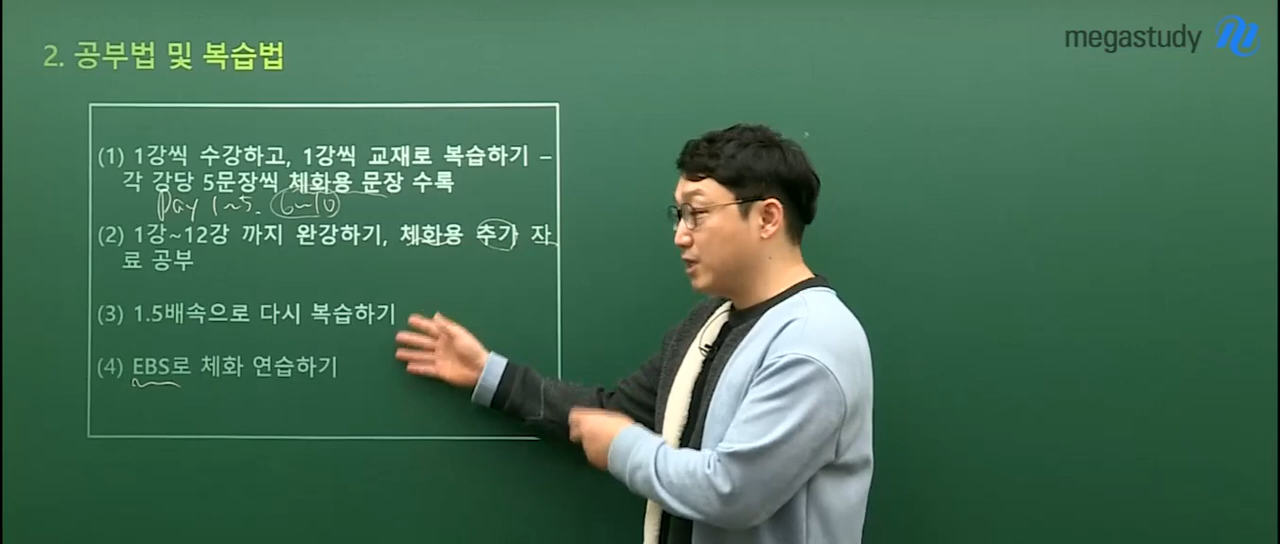 megastudy
2. 공부법 및 복습법
(1) 1강씩 수강하고, 1강씩 교재로 복습하기 –
각 강당 5문장씩 체화용 문장 수록
Day 1~5. 6~10
(2) 1강~12강 까지 완강하기, 체화용 추가 자
료 공부
(3) 1.5배속으로 다시 복습하기
(4) EBS로 체화 연습하기